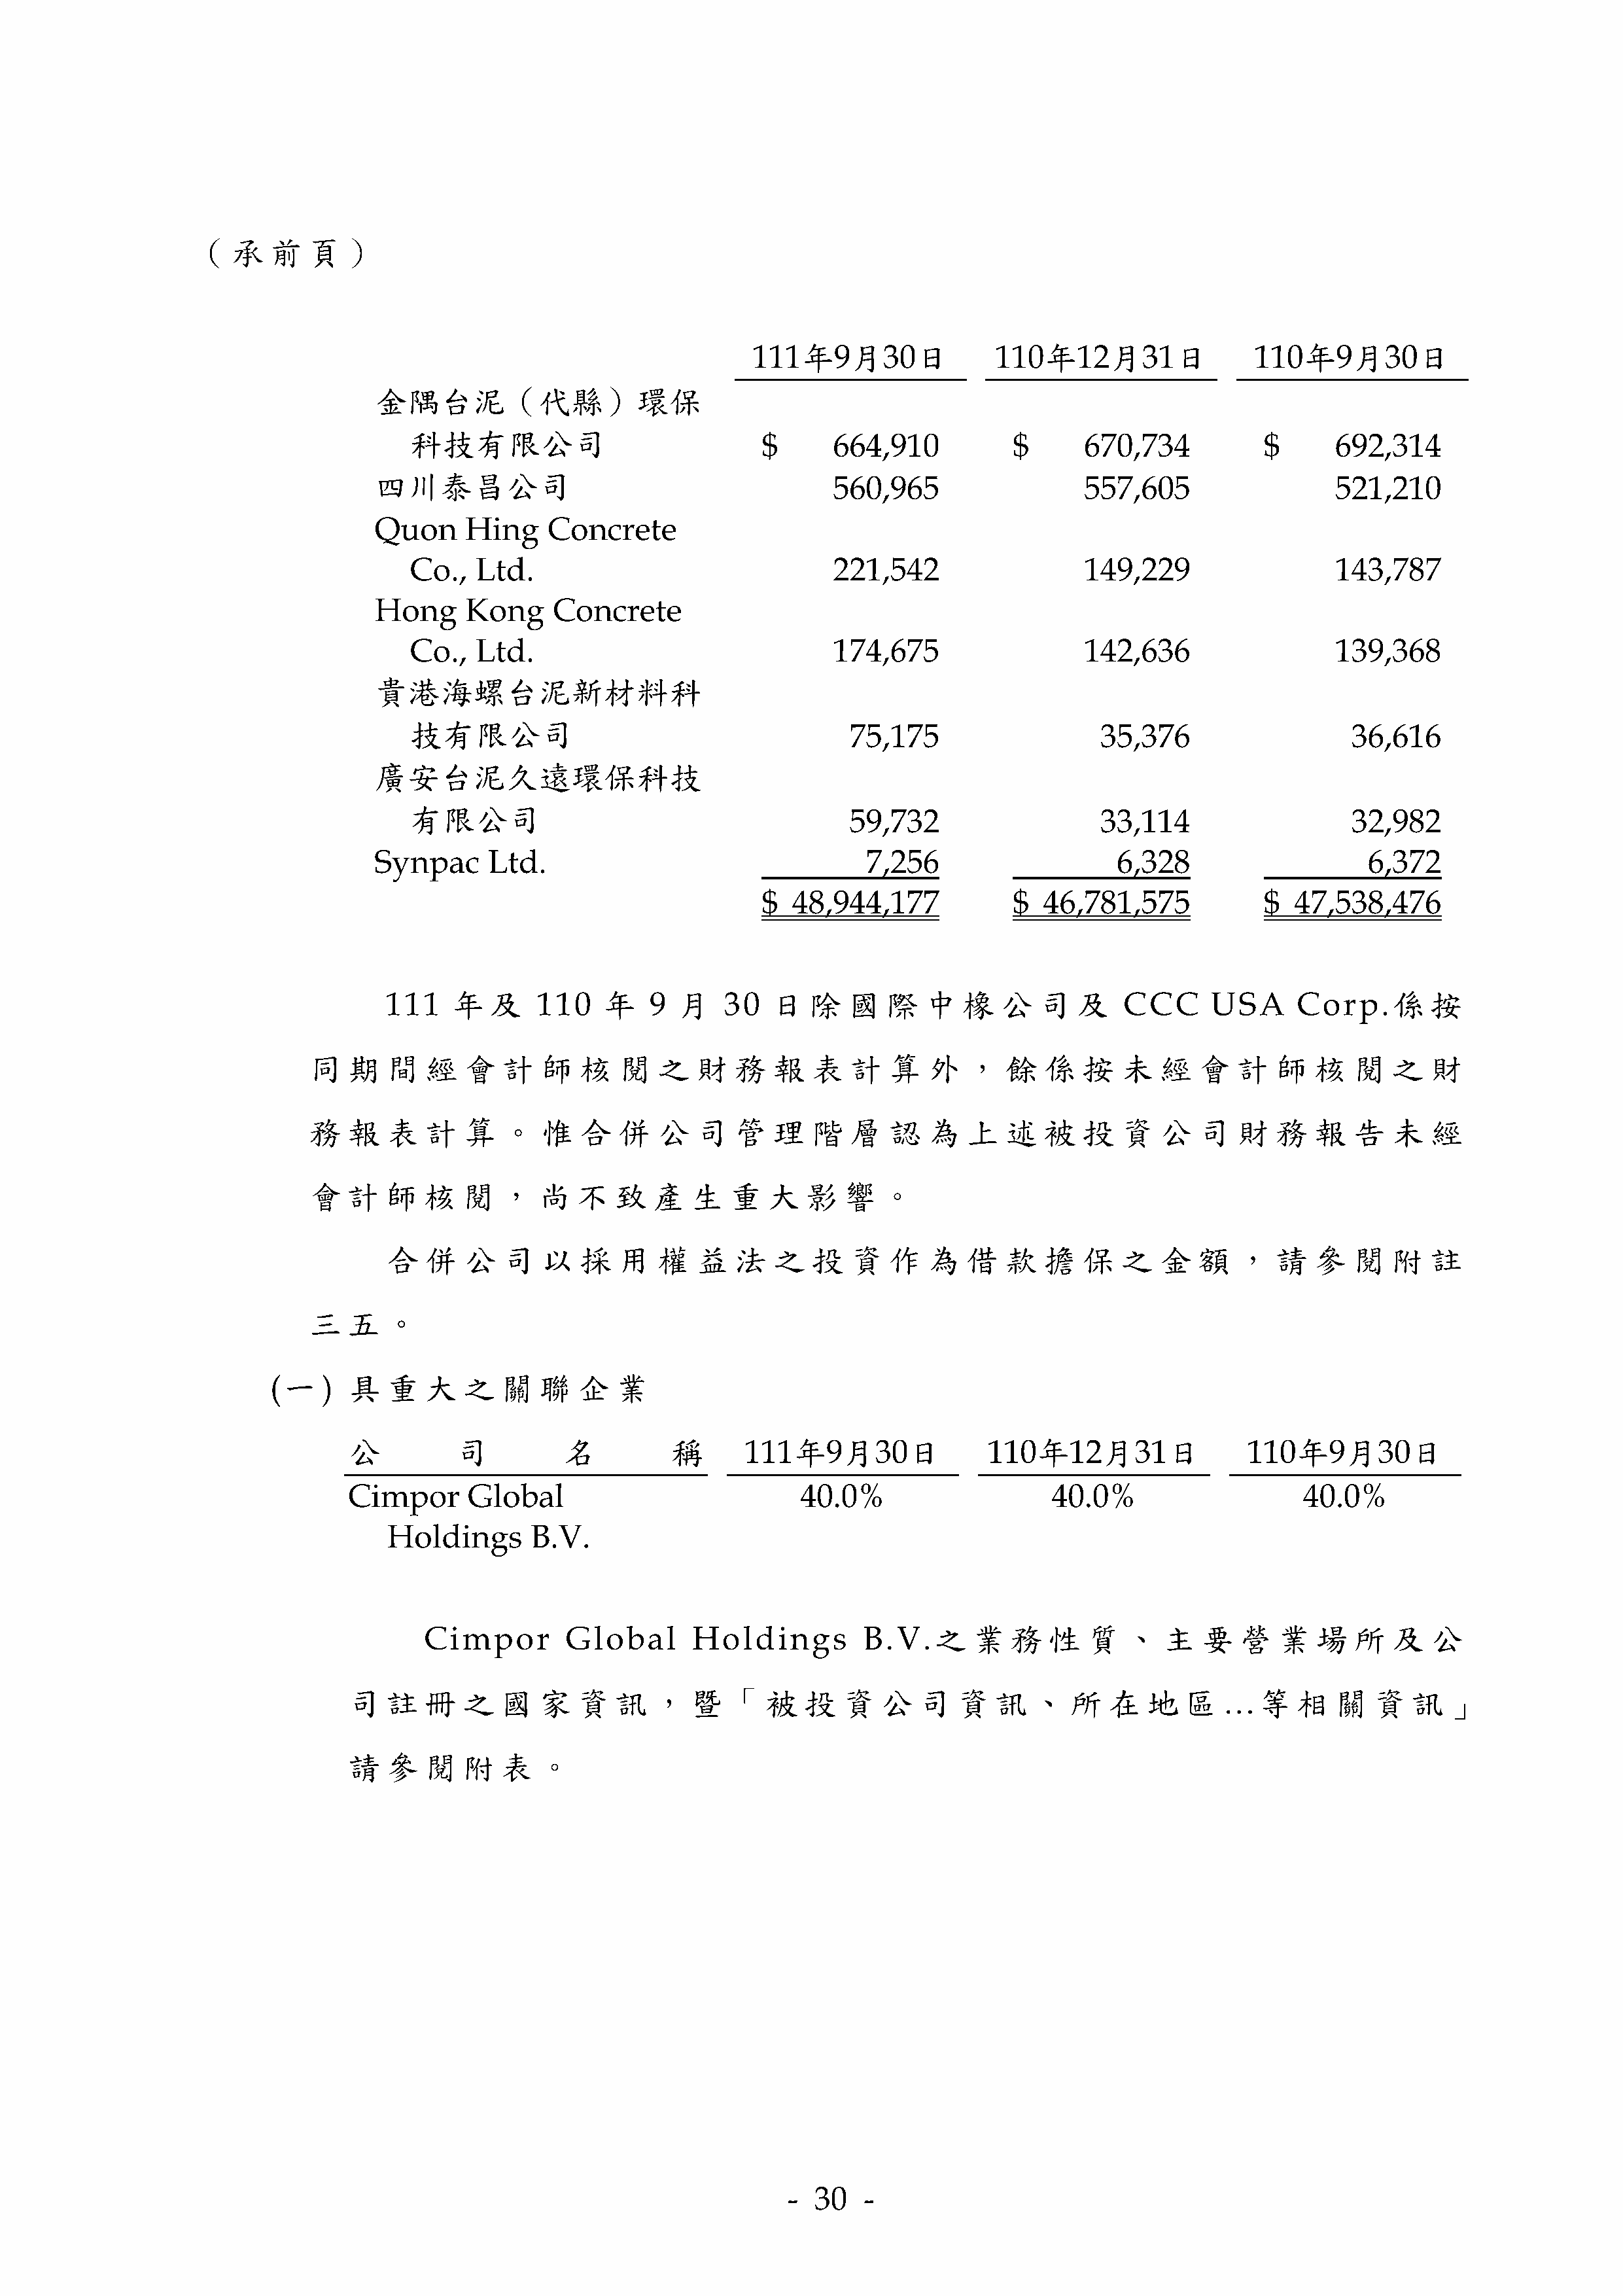 （承前頁）
111年9月30日 110年12月31日 110年9月30日
金隅台泥（代縣）環保
科技有限公司 $ 664,910 $ 670,734 $ 692,314
四川泰昌公司 560,965 557,605 521,210
Quon Hing Concrete
Co., Ltd. 221,542 149,229 143,787
Hong Kong Concrete
Co., Ltd. 174,675 142,636 139,368
貴港海螺台泥新材料科
技有限公司 75,175 35,376 36,616
廣安台泥久遠環保科技
有限公司 59,732 33,114 32,982
Synpac Ltd. 7,256 6,328 6,372
$ 48,944,177 $ 46,781,575 $ 47,538,476
111 年及 110 年 9 月 30 日除國際中橡公司及 CCC USA Corp.係按
同期間經會計師核閱之財務報表計算外，餘係按未經會計師核閱之財
務報表計算。惟合併公司管理階層認為上述被投資公司財務報告未經
會計師核閱，尚不致產生重大影響。
合併公司以採用權益法之投資作為借款擔保之金額，請參閱附註
三五。
(一) 具重大之關聯企業
公司名稱 111年9月30日 110年12月31日 110年9月30日
Cimpor Global 40.0% 40.0% 40.0%
Holdings B.V.
Cimpor Global Holdings B.V.之業務性質、主要營業場所及公
司註冊之國家資訊，暨「被投資公司資訊、所在地區…等相關資訊」
請參閱附表。
- 30 -